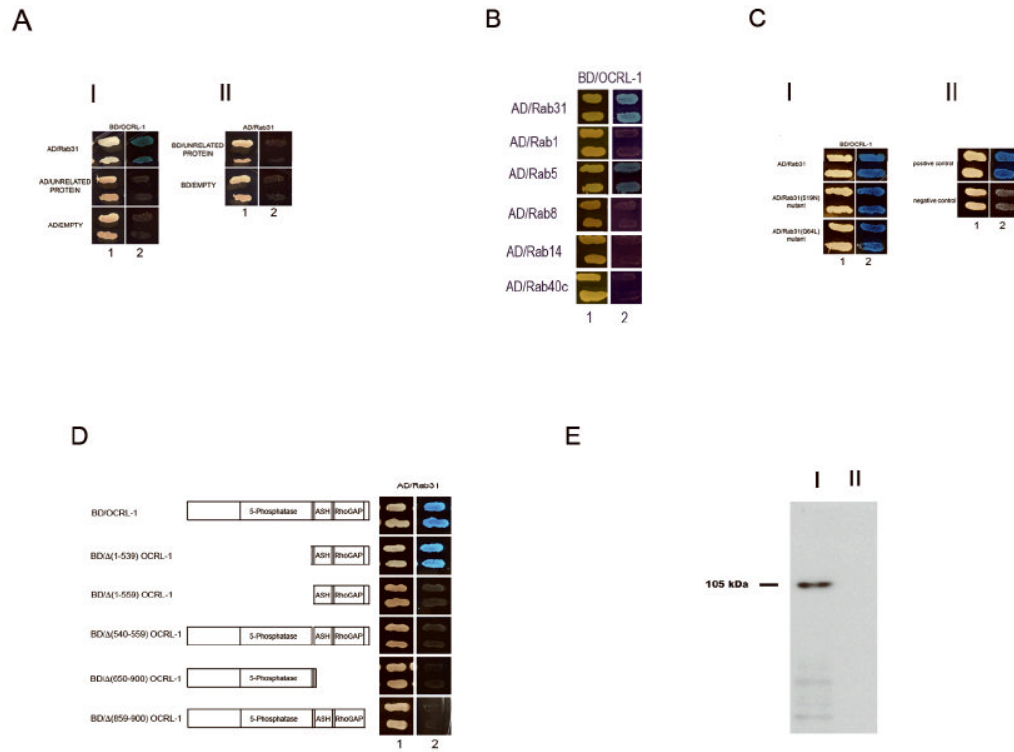 A
I
II
BD/OCRL-1
AD/Rab31
AD/Rab31
AD/UNRELATED
PROTEIN
AD/EMPTY
BD/UNRELATED
PROTEIN
BD/EMPTY
1
2
1
2
B
BD/OCRL-1
AD/Rab31
AD/Rab1
AD/Rab5
AD/Rab8
AD/Rab14
AD/Rab40c
1
2
C
I
II
BD/OCRL-1
AD/Rab31
AD/Rab31(S19N)
mutant
AD/Rab31(Q64L)
mutant
1
2
positive control
negative control
1
2
D
AD/Rab31
BD/OCRL-1
5-Phosphatase
ASH
RhoGAP
BD/Δ(1-539) OCRL-1
ASH
RhoGAP
BD/Δ(1-559) OCRL-1
ASH
RhoGAP
BD/Δ(540-559) OCRL-1
5-Phosphatase
ASH
RhoGAP
BD/Δ(650-900) OCRL-1
5-Phosphatase
BD/Δ(859-900) OCRL-1
5-Phosphatase
ASH
RhoGAP
1
2
E
I
II
105 kDa